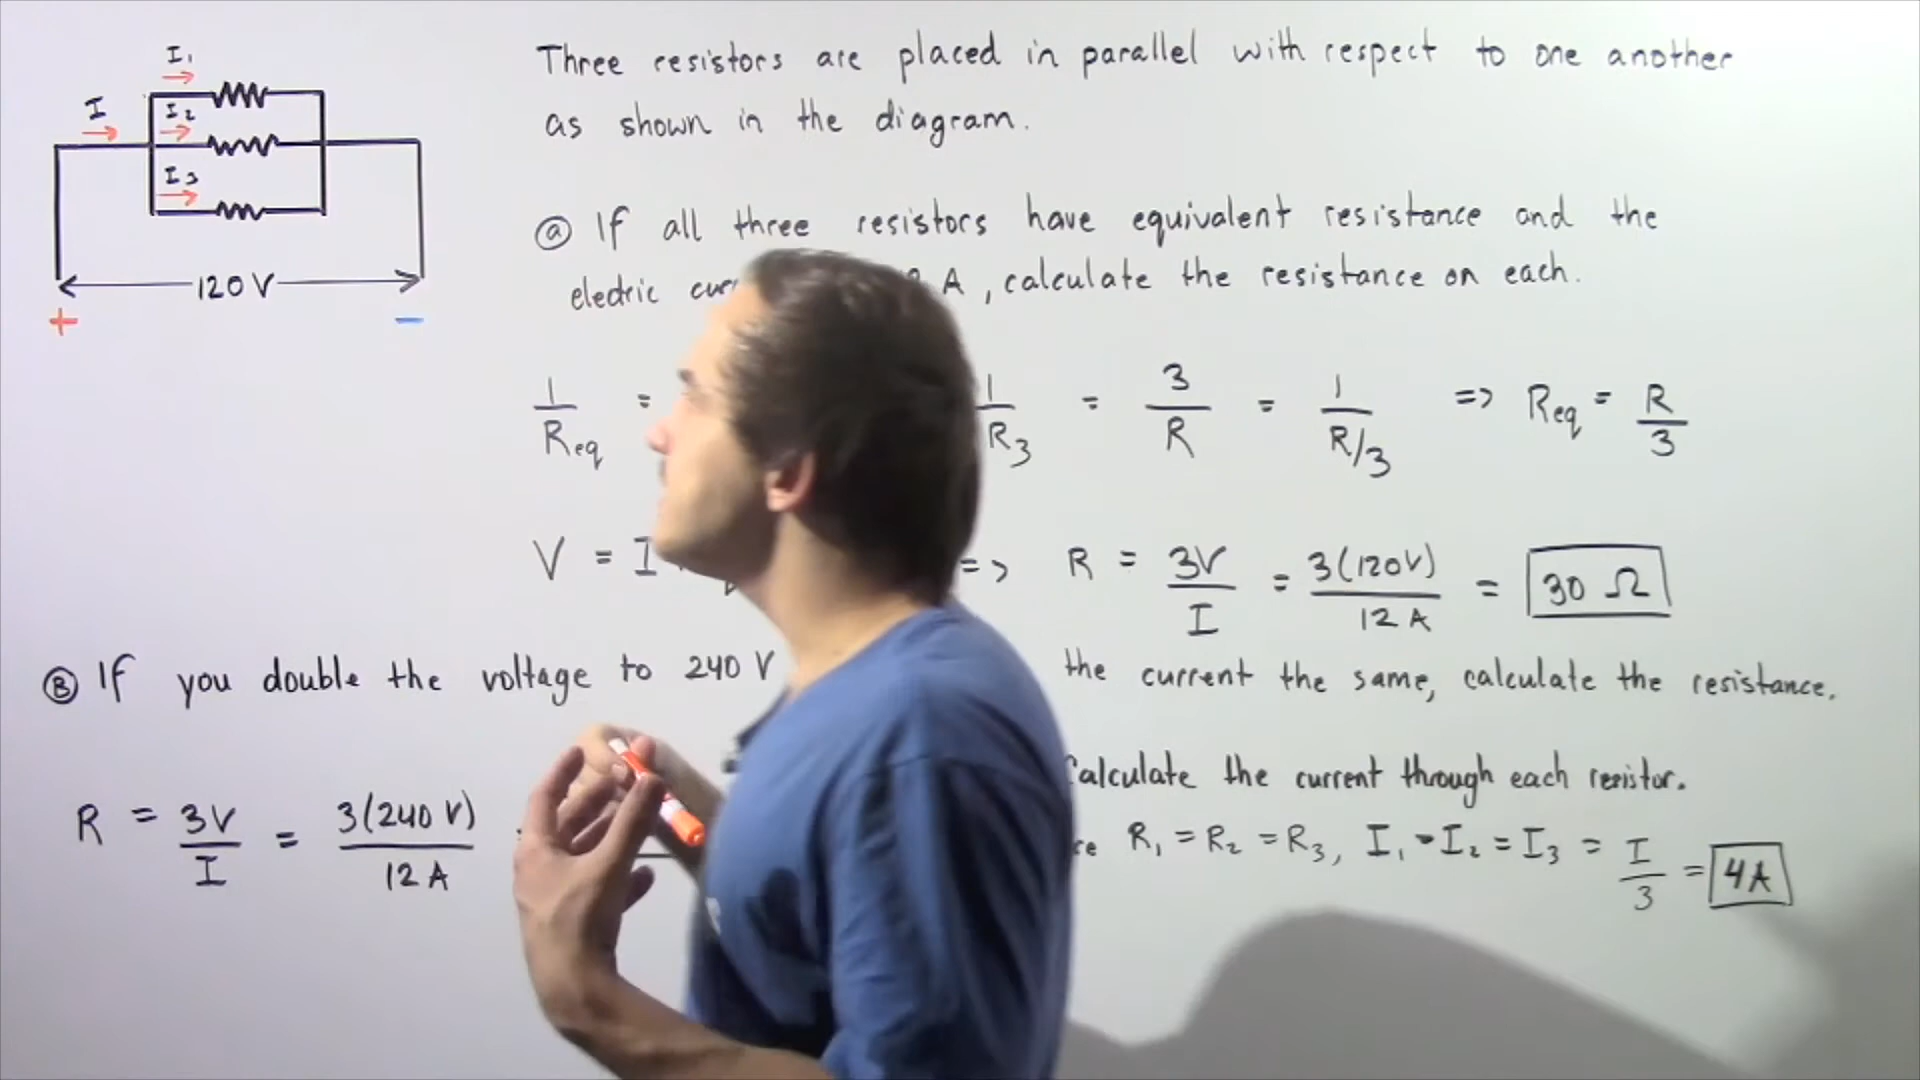 I₁
I
I₂
I₃
120 V
+ −
Three resistors are placed in parallel with respect to one another
as shown in the diagram.
ⓐ If all three resistors have equivalent resistance and the
electric A, calculate the resistance on each.
1/Req = 1/R₃ = 3/R = 1/(R/3) => Req = R/3
V = I => R = 3V/I = 3(120V)/12 A = 30 Ω
Ⓑ If you double the voltage to 240 V the current the same, calculate the resistance.
Calculate the current through each resistor.
R = 3V/I = 3(240 V)/12 A
R₁ = R₂ = R₃, I₁ = I₂ = I₃ = I/3 = 4A